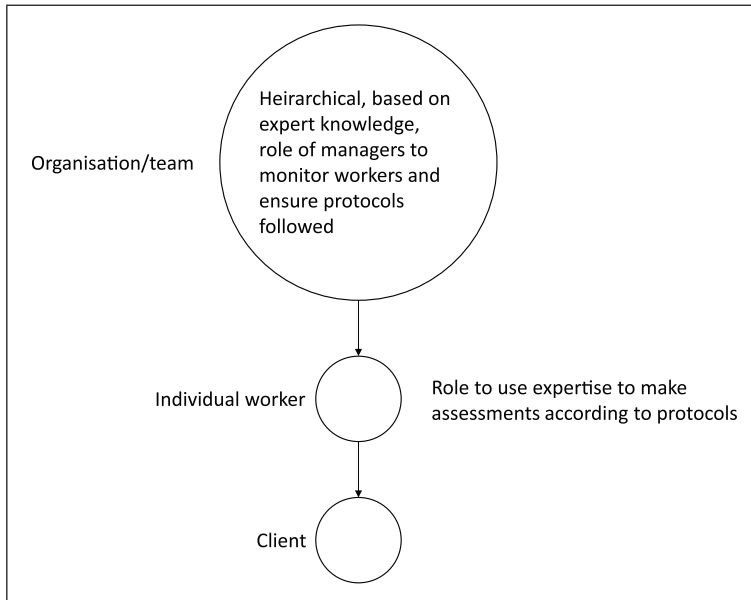 Heirarchical, based on
expert knowledge,
role of managers to
monitor workers and
ensure protocols
followed
Organisation/team
Individual worker
Role to use expertise to make
assessments according to protocols
Client